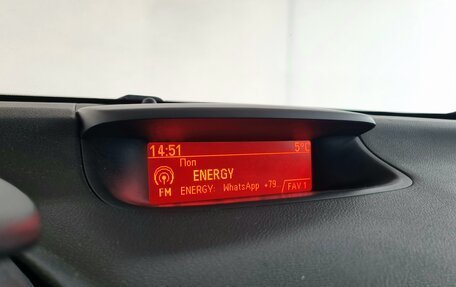 14:51 5°C
Поп
ENERGY
FM ENERGY: WhatsApp +79 FAV 1